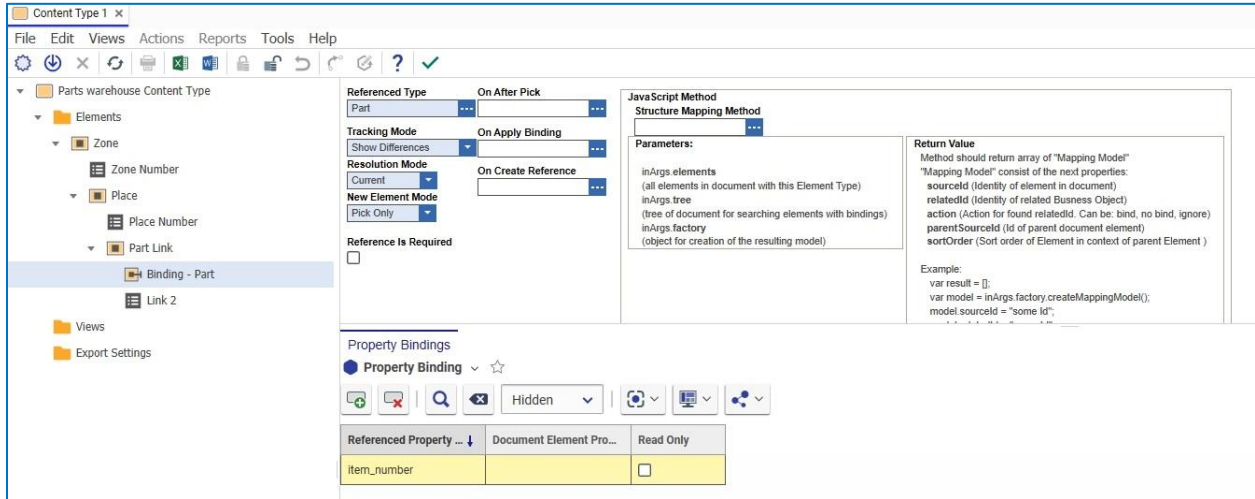 Content Type 1 ×
File Edit Views Actions Reports Tools Help
Parts warehouse Content Type
Elements
Zone
Zone Number
Place
Place Number
Part Link
Binding - Part
Link 2
Views
Export Settings
Referenced Type On After Pick
Part
Tracking Mode On Apply Binding
Show Differences
Resolution Mode
On Create Reference
Current
New Element Mode
Pick Only
Reference Is Required
JavaScript Method
Structure Mapping Method
Parameters:
inArgs.elements
(all elements in document with this Element Type)
inArgs.tree
(tree of document for searching elements with bindings)
inArgs.factory
(object for creation of the resulting model)
Return Value
Method should return array of "Mapping Model"
"Mapping Model" consist of the next properties:
sourceId (Identity of element in document)
relatedId (Identity of related Busness Object)
action (Action for found relatedId. Can be: bind, no bind, ignore)
parentSourceId (Id of parent document element)
sortOrder (Sort order of Element in context of parent Element )
Example:
var result = [];
var model = inArgs.factory.createMappingModel();
model.sourceId = "some Id";
Property Bindings
Property Binding
Hidden
Referenced Property ... Document Element Pro... Read Only
item_number